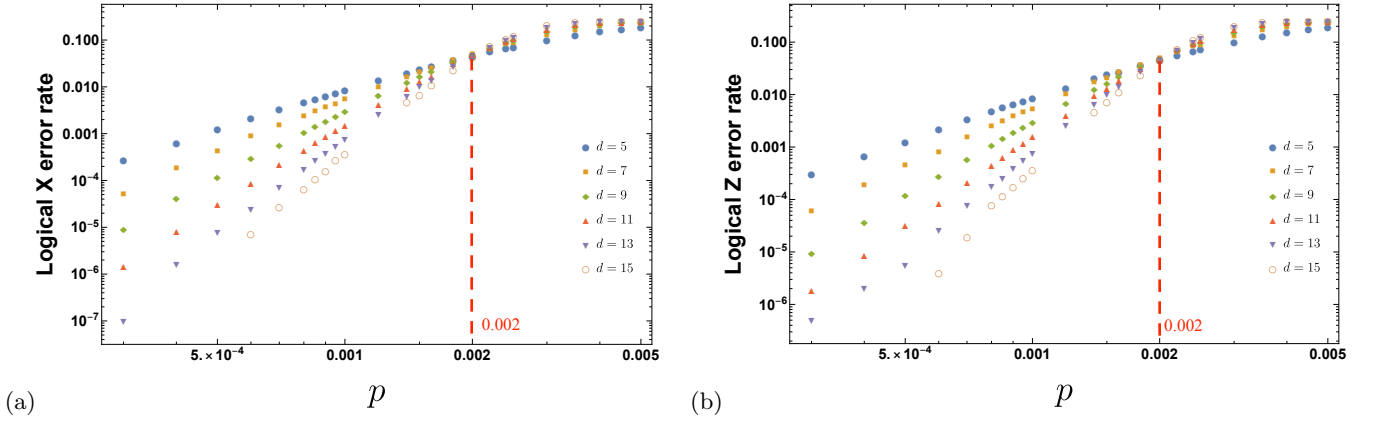 Logical X error rate
0.100
0.010
0.001
10⁻⁴
10⁻⁵
10⁻⁶
10⁻⁷
d = 5
d = 7
d = 9
d = 11
d = 13
d = 15
0.002
5.×10⁻⁴
0.001
0.002
0.005
p
(a)
Logical Z error rate
0.100
0.010
0.001
10⁻⁴
10⁻⁵
10⁻⁶
d = 5
d = 7
d = 9
d = 11
d = 13
d = 15
0.002
5.×10⁻⁴
0.001
0.002
0.005
p
(b)